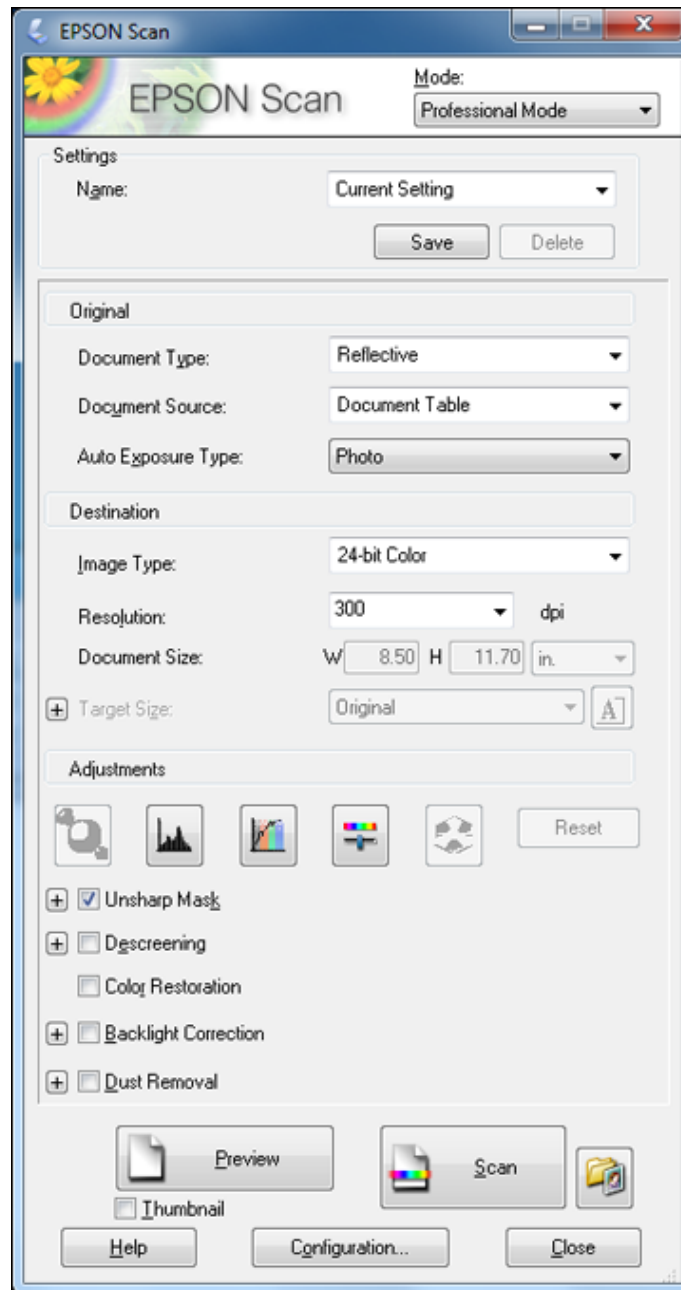 EPSON Scan
EPSON Scan
Mode:
Professional Mode
Settings
Name:
Current Setting
Save
Delete
Original
Document Type:
Reflective
Document Source:
Document Table
Auto Exposure Type:
Photo
Destination
Image Type:
24-bit Color
Resolution:
300
dpi
Document Size:
W 8.50 H 11.70 in.
Target Size:
Original
A
Adjustments
Reset
Unsharp Mask
Descreening
Color Restoration
Backlight Correction
Dust Removal
Preview
Scan
Thumbnail
Help
Configuration...
Close